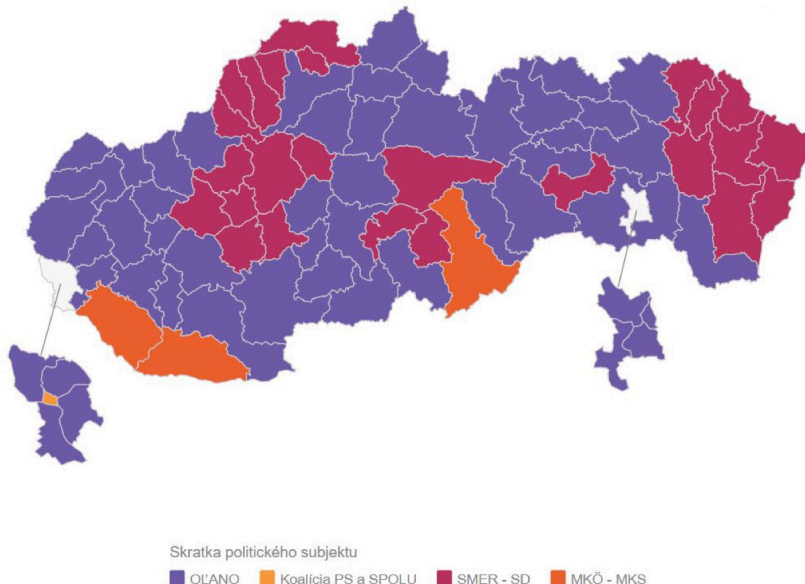 Skratka politického subjektu
OĽANO Koalícia PS a SPOLU SMER - SD MKÖ - MKS